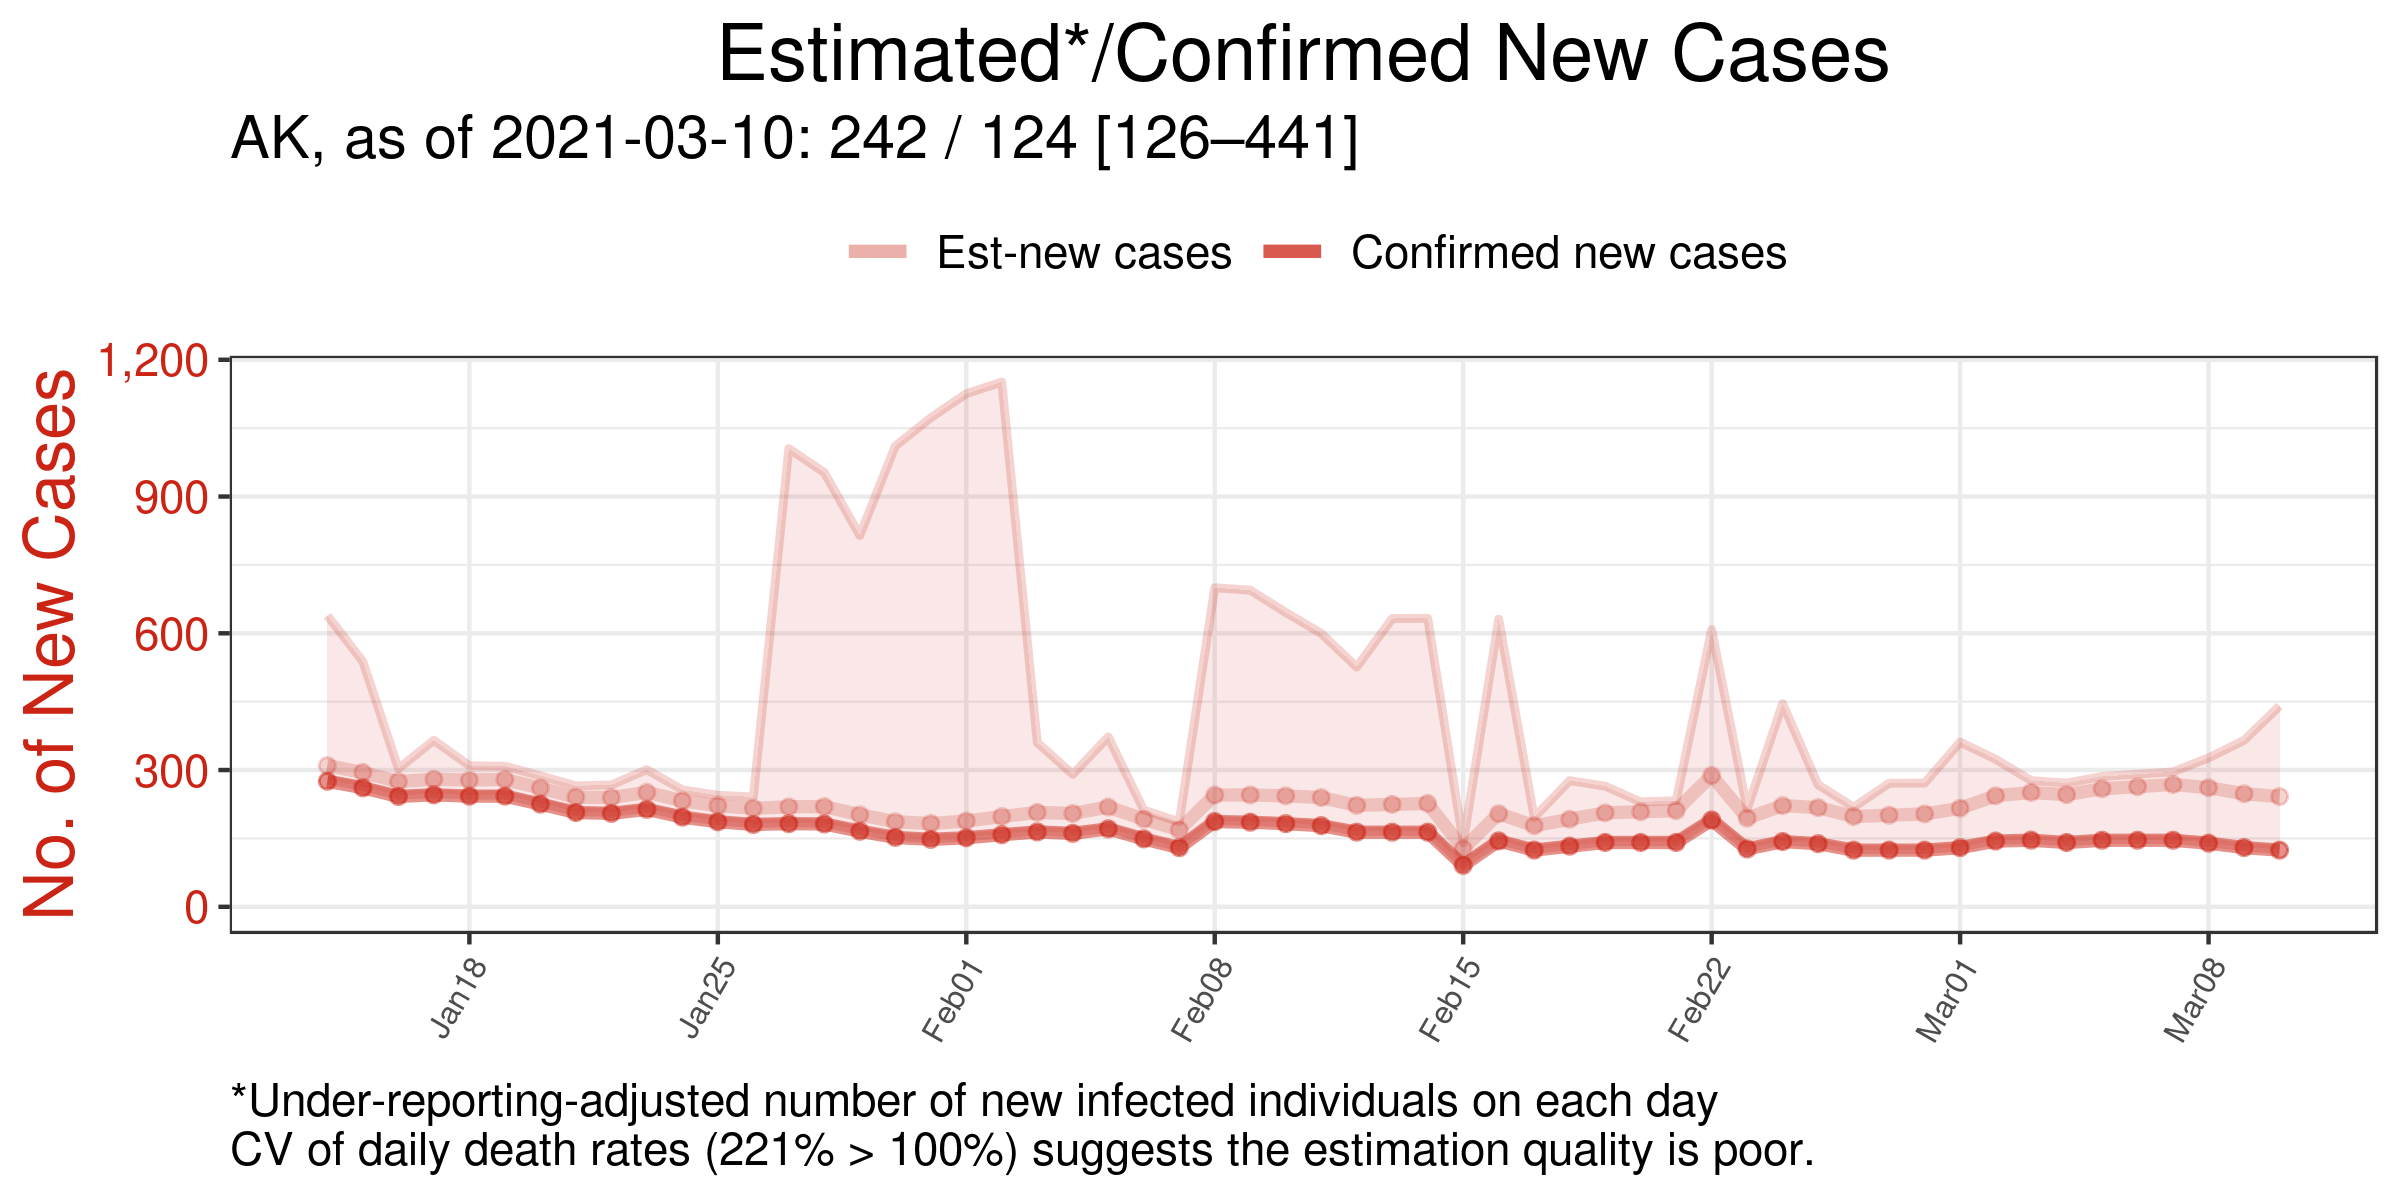 Estimated*/Confirmed New Cases
AK, as of 2021-03-10: 242 / 124 [126–441]
Est-new cases Confirmed new cases
No. of New Cases
1,200
900
600
300
0
Jan18 Jan25 Feb01 Feb08 Feb15 Feb22 Mar01 Mar08
*Under-reporting-adjusted number of new infected individuals on each day
CV of daily death rates (221% > 100%) suggests the estimation quality is poor.